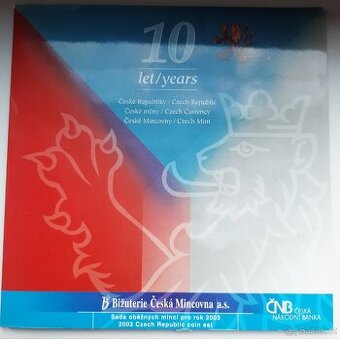 10
let/years
České Republiky / Czech Republic
České měny / Czech Currency
České Mincovny / Czech Mint
Bižuterie Česká Mincovna a.s.
Sada oběžných mincí pro rok 2003
2003 Czech Republic coin set
ČNB ČESKÁ
NÁRODNÍ BANKA